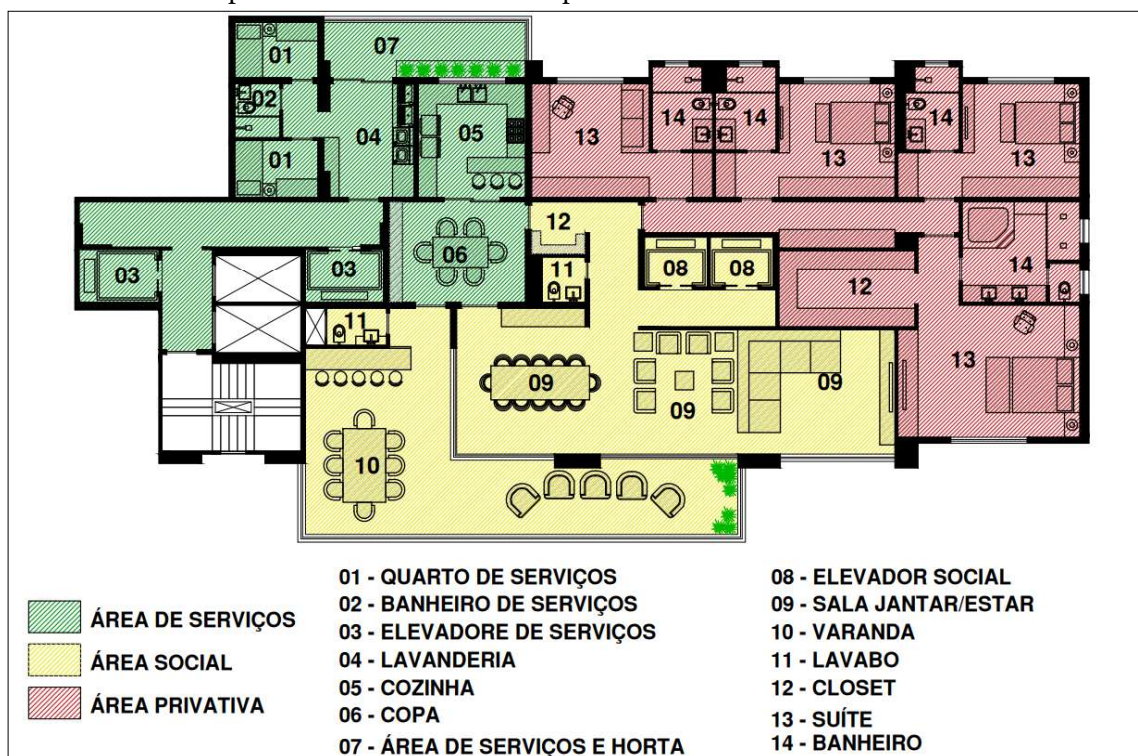 01
07
02
04
05
14
14
14
13
13
13
01
12
06
03
03
11
08
08
14
12
11
09
09
09
13
10
ÁREA DE SERVIÇOS
ÁREA SOCIAL
ÁREA PRIVATIVA
01 - QUARTO DE SERVIÇOS
02 - BANHEIRO DE SERVIÇOS
03 - ELEVADORE DE SERVIÇOS
04 - LAVANDERIA
05 - COZINHA
06 - COPA
07 - ÁREA DE SERVIÇOS E HORTA
08 - ELEVADOR SOCIAL
09 - SALA JANTAR/ESTAR
10 - VARANDA
11 - LAVABO
12 - CLOSET
13 - SUÍTE
14 - BANHEIRO